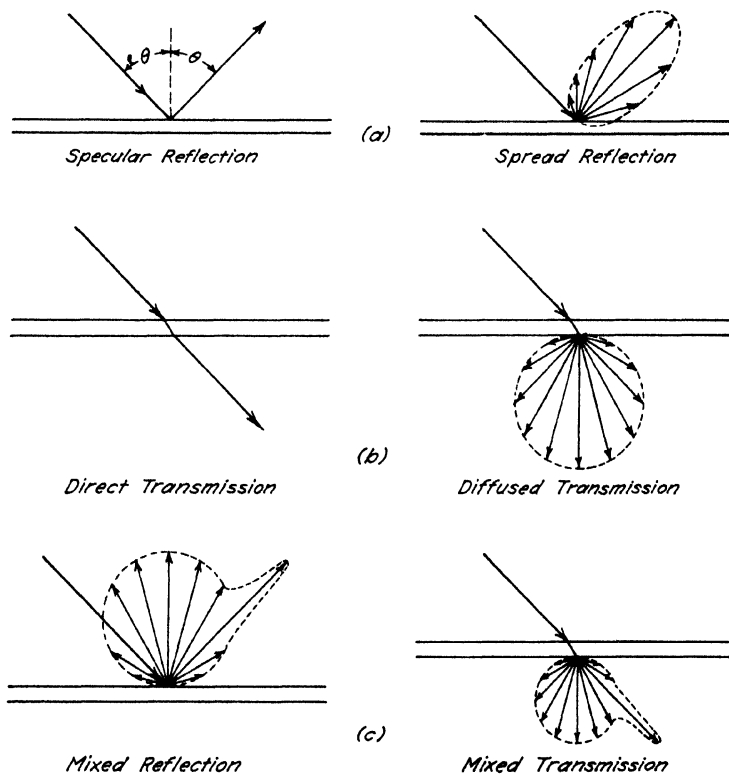 θ θ
(a)
Specular Reflection
Spread Reflection
(b)
Direct Transmission
Diffused Transmission
(c)
Mixed Reflection
Mixed Transmission